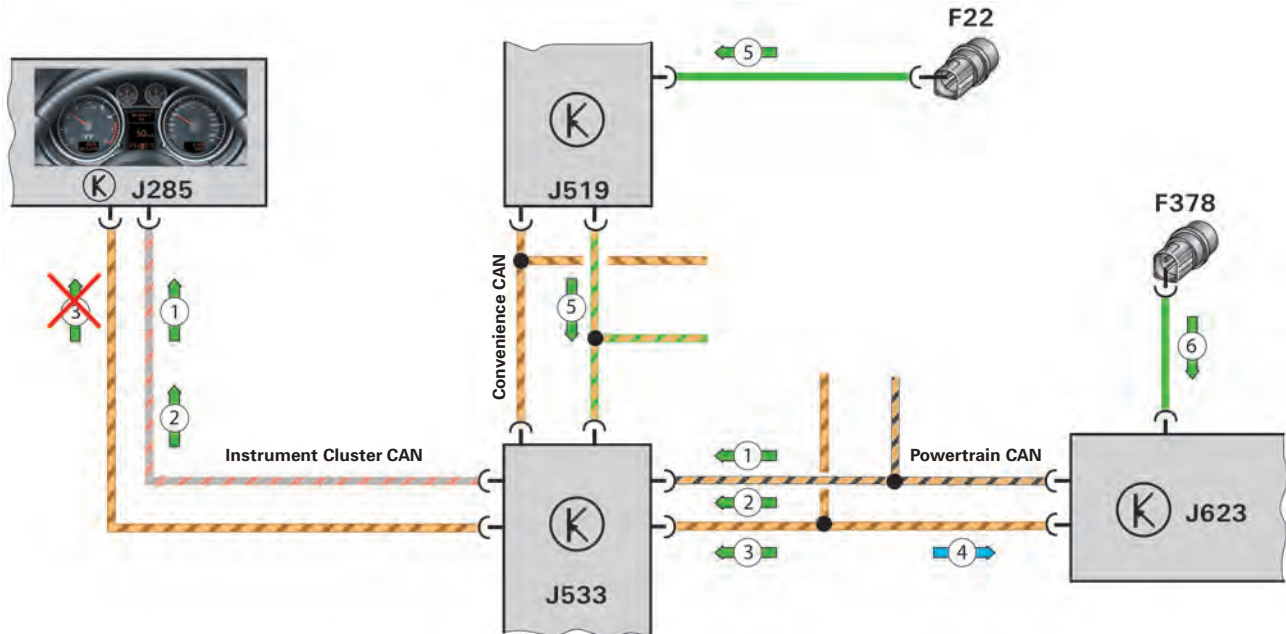 F22
5
J285
K
K
J519
F378
3
1
Convenience CAN
5
6
2
Instrument Cluster CAN
1
Powertrain CAN
2
K
K
J623
3
4
J533